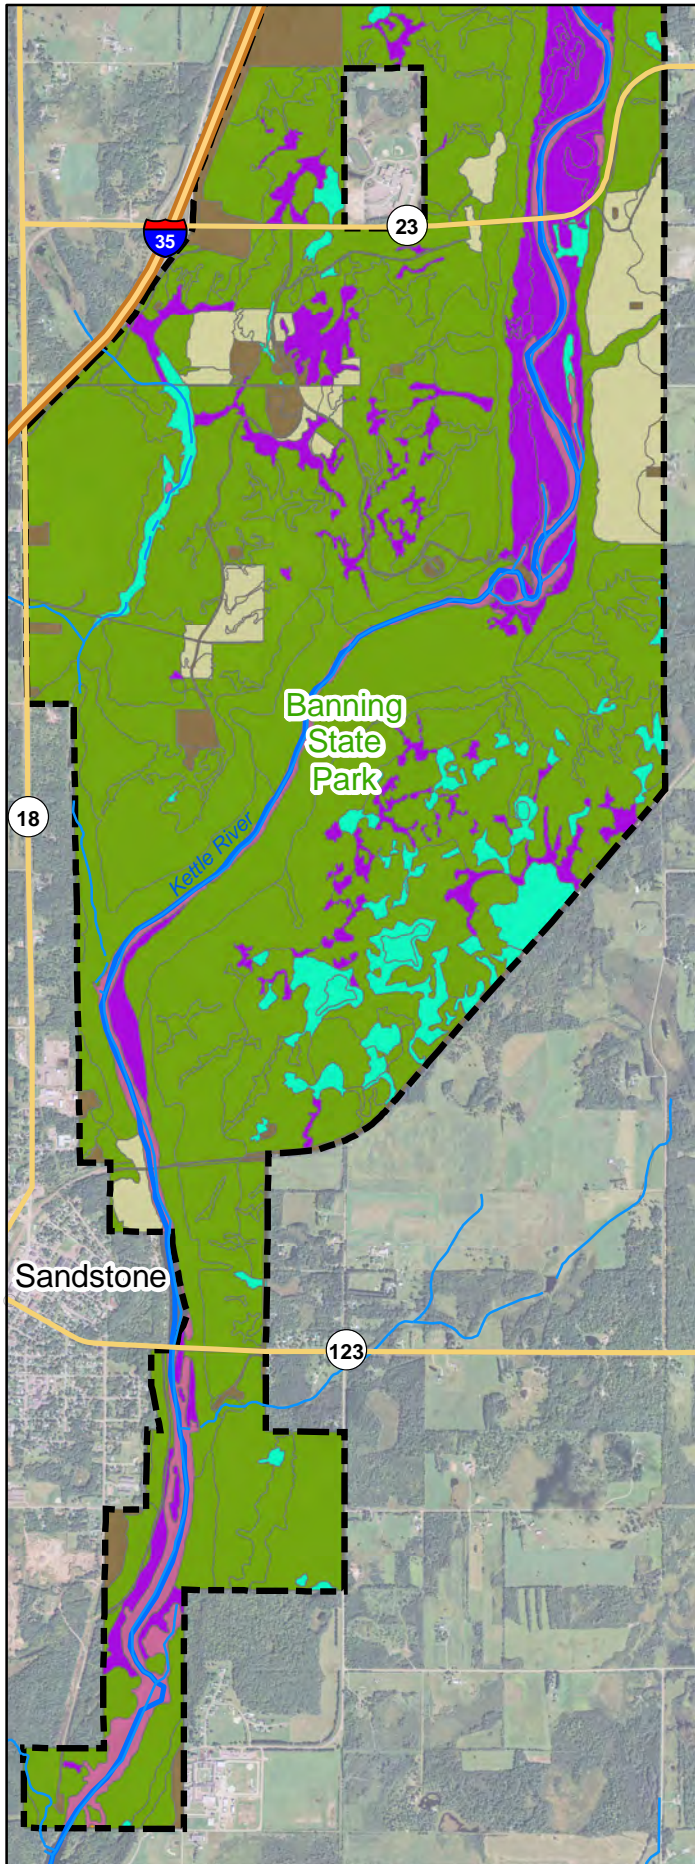 23
35
Banning
State
Park
18
Kettle River
Sandstone
123